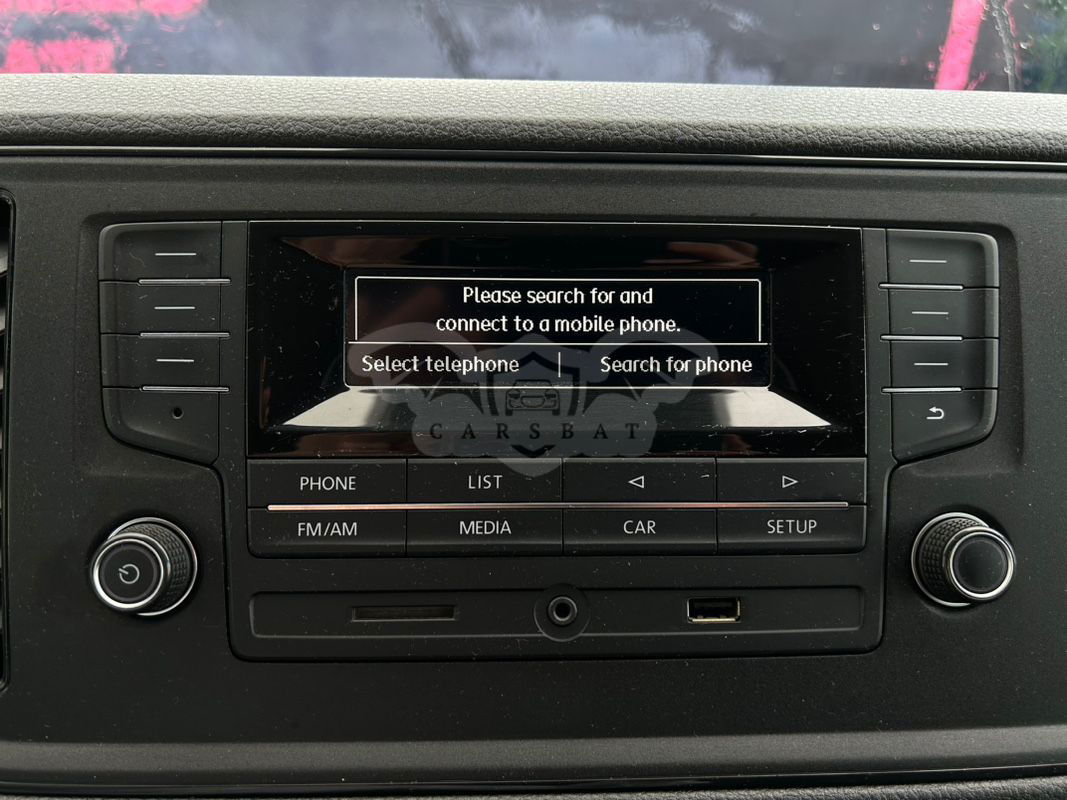 Please search for and
connect to a mobile phone.
Select telephone | Search for phone
CARSBAT
PHONE LIST
FM/AM MEDIA CAR SETUP